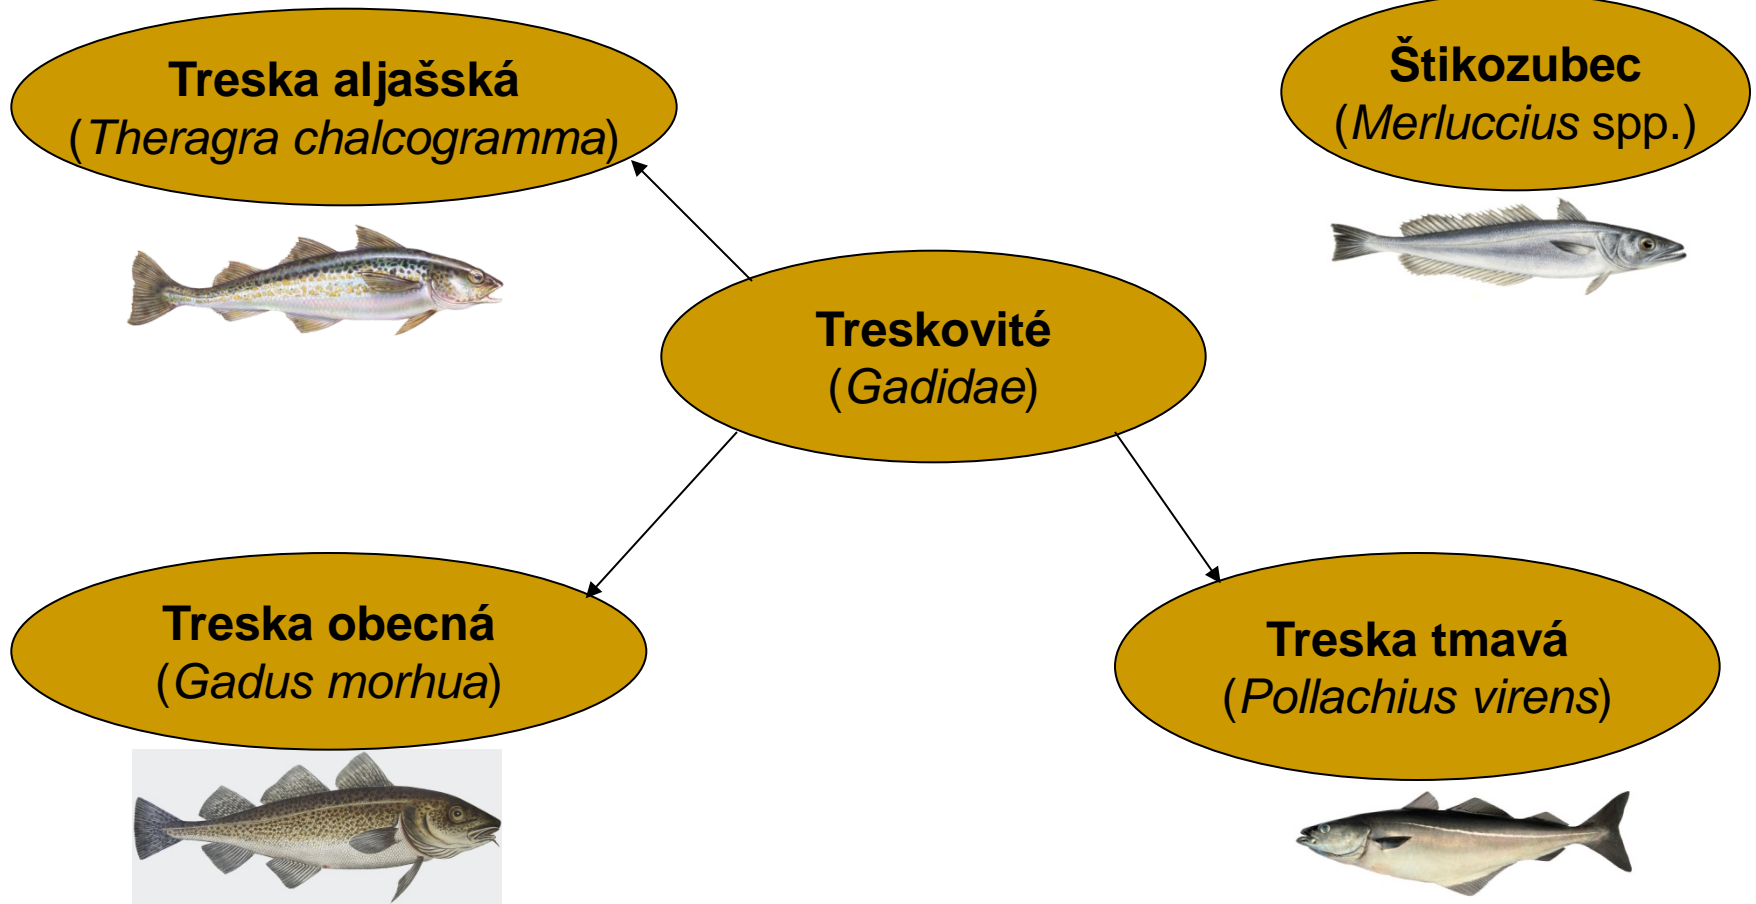 Treska aljašská
(Theragra chalcogramma)
Štikozubec
(Merluccius spp.)
Treskovité
(Gadidae)
Treska obecná
(Gadus morhua)
Treska tmavá
(Pollachius virens)